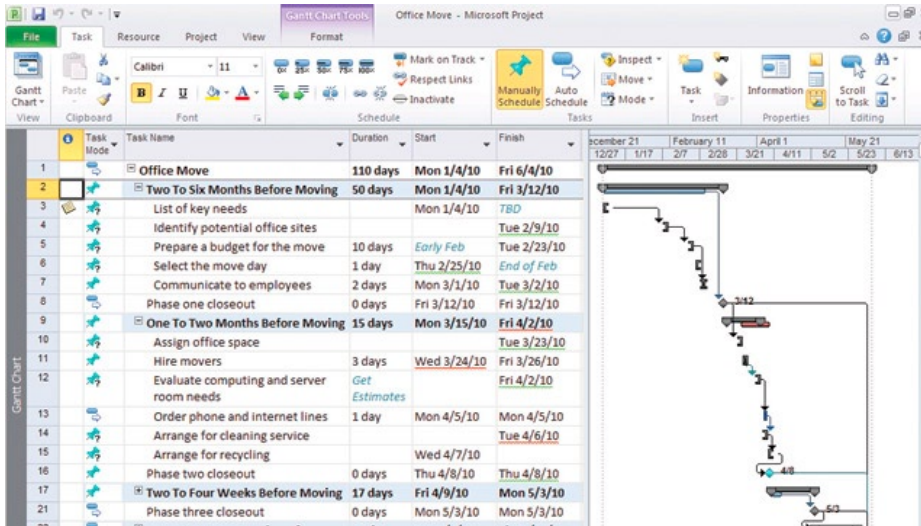 Gantt Chart Tools
Office Move - Microsoft Project
File Task Resource Project View Format
Calibri 11
Mark on Track
Respect Links
Inactivate
Inspect
Move
Mode
0x 25x 50x 75x 100x
B I U A
Gantt Chart
Paste
Manually Schedule
Auto Schedule
Task
Information
Scroll to Task
View Clipboard Font Schedule Tasks Insert Properties Editing
Task Mode Task Name Duration Start Finish
ecember 21 February 11 April 1 May 21
12/27 1/17 2/7 2/28 3/21 4/11 5/2 5/23 6/13
1 Office Move 110 days Mon 1/4/10 Fri 6/4/10
2 Two To Six Months Before Moving 50 days Mon 1/4/10 Fri 3/12/10
3 List of key needs Mon 1/4/10 TBD
4 Identify potential office sites Tue 2/9/10
5 Prepare a budget for the move 10 days Early Feb Tue 2/23/10
6 Select the move day 1 day Thu 2/25/10 End of Feb
7 Communicate to employees 2 days Mon 3/1/10 Tue 3/2/10
8 Phase one closeout 0 days Fri 3/12/10 Fri 3/12/10 3/12
9 One To Two Months Before Moving 15 days Mon 3/15/10 Fri 4/2/10
10 Assign office space Tue 3/23/10
11 Hire movers 3 days Wed 3/24/10 Fri 3/26/10
12 Evaluate computing and server room needs Get Estimates Fri 4/2/10
13 Order phone and internet lines 1 day Mon 4/5/10 Mon 4/5/10
14 Arrange for cleaning service Tue 4/6/10
15 Arrange for recycling Wed 4/7/10
16 Phase two closeout 0 days Thu 4/8/10 Thu 4/8/10 4/8
17 Two To Four Weeks Before Moving 17 days Fri 4/9/10 Mon 5/3/10
21 Phase three closeout 0 days Mon 5/3/10 Mon 5/3/10 5/3
Gantt Chart